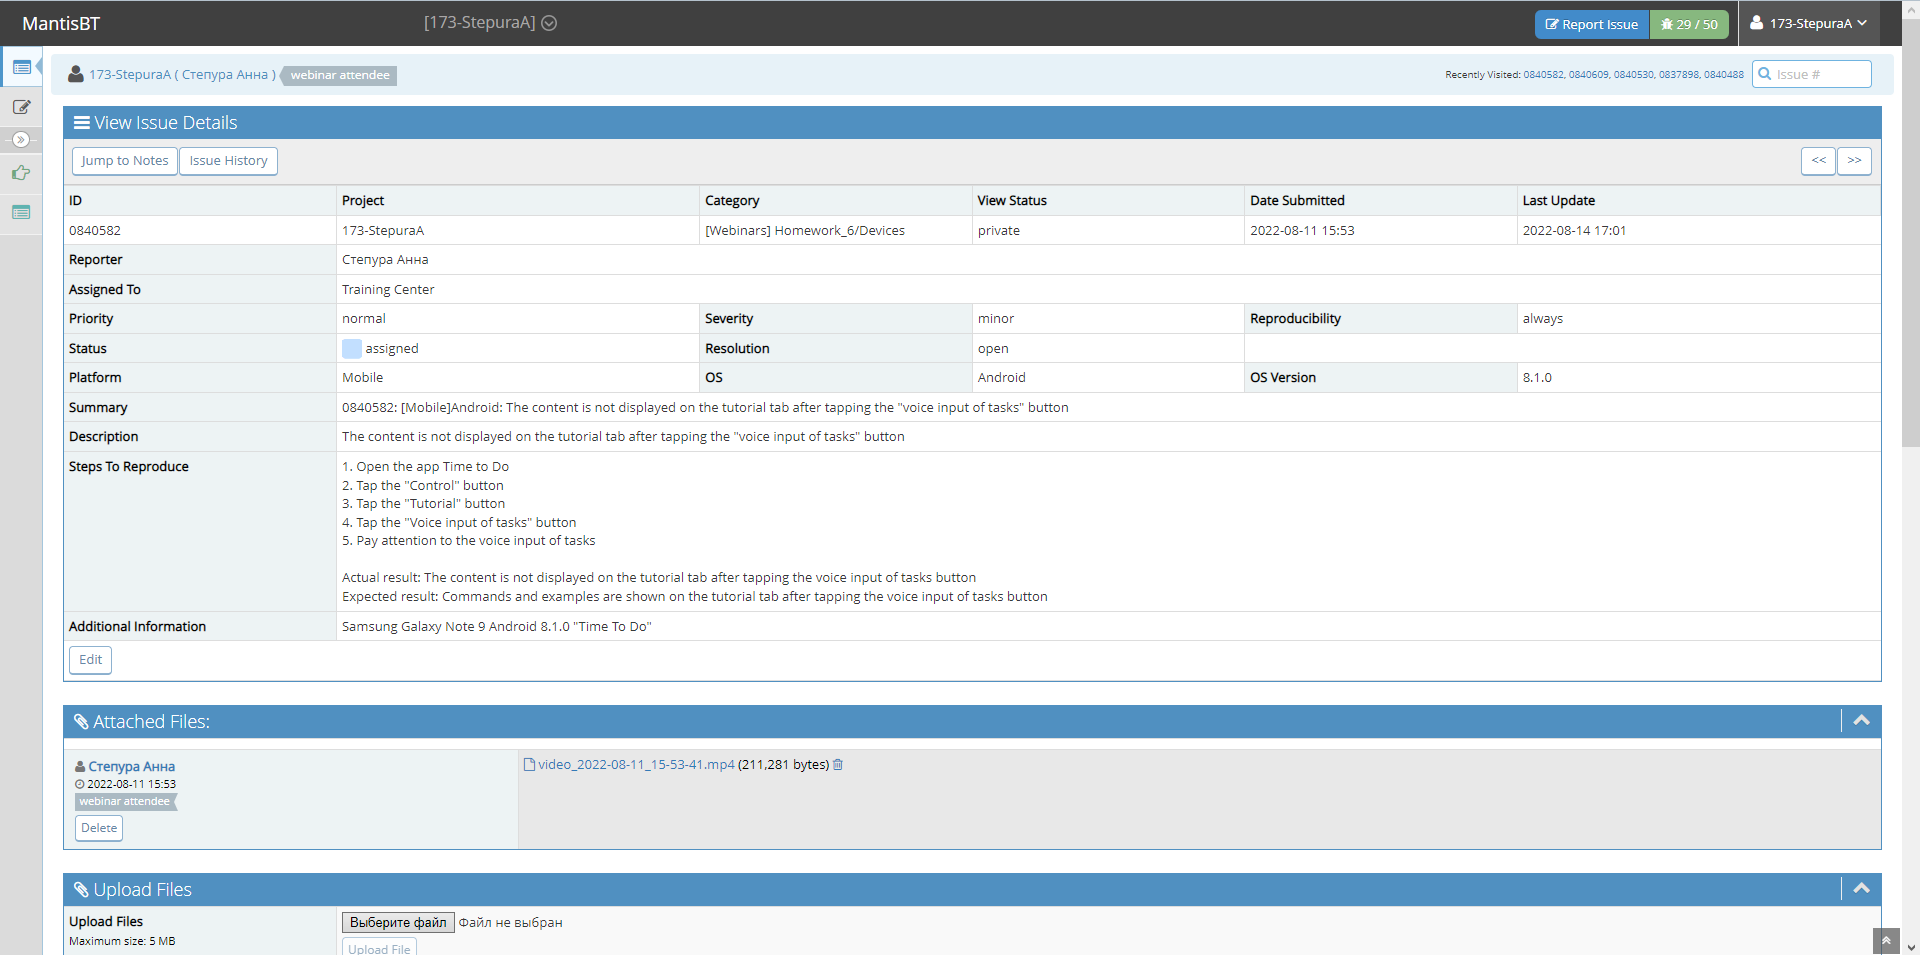 MantisBT
[173-StepuraA]
Report Issue
29 / 50
173-StepuraA
173-StepuraA ( Степура Анна )
webinar attendee
Recently Visited: 0840582, 0840609, 0840530, 0837898, 0840488
Issue #
View Issue Details
Jump to Notes
Issue History
<<
>>
ID Project Category View Status Date Submitted Last Update
0840582 173-StepuraA [Webinars] Homework_6/Devices private 2022-08-11 15:53 2022-08-14 17:01
Reporter Степура Анна
Assigned To Training Center
Priority normal Severity minor Reproducibility always
Status assigned Resolution open
Platform Mobile OS Android OS Version 8.1.0
Summary 0840582: [Mobile]Android: The content is not displayed on the tutorial tab after tapping the "voice input of tasks" button
Description The content is not displayed on the tutorial tab after tapping the "voice input of tasks" button
Steps To Reproduce 1. Open the app Time to Do
2. Tap the "Control" button
3. Tap the "Tutorial" button
4. Tap the "Voice input of tasks" button
5. Pay attention to the voice input of tasks
Actual result: The content is not displayed on the tutorial tab after tapping the voice input of tasks button
Expected result: Commands and examples are shown on the tutorial tab after tapping the voice input of tasks button
Additional Information Samsung Galaxy Note 9 Android 8.1.0 "Time To Do"
Edit
Attached Files:
Степура Анна
2022-08-11 15:53
webinar attendee
Delete
video_2022-08-11_15-53-41.mp4 (211,281 bytes)
Upload Files
Upload Files
Maximum size: 5 MB
Выберите файл Файл не выбран
Upload File